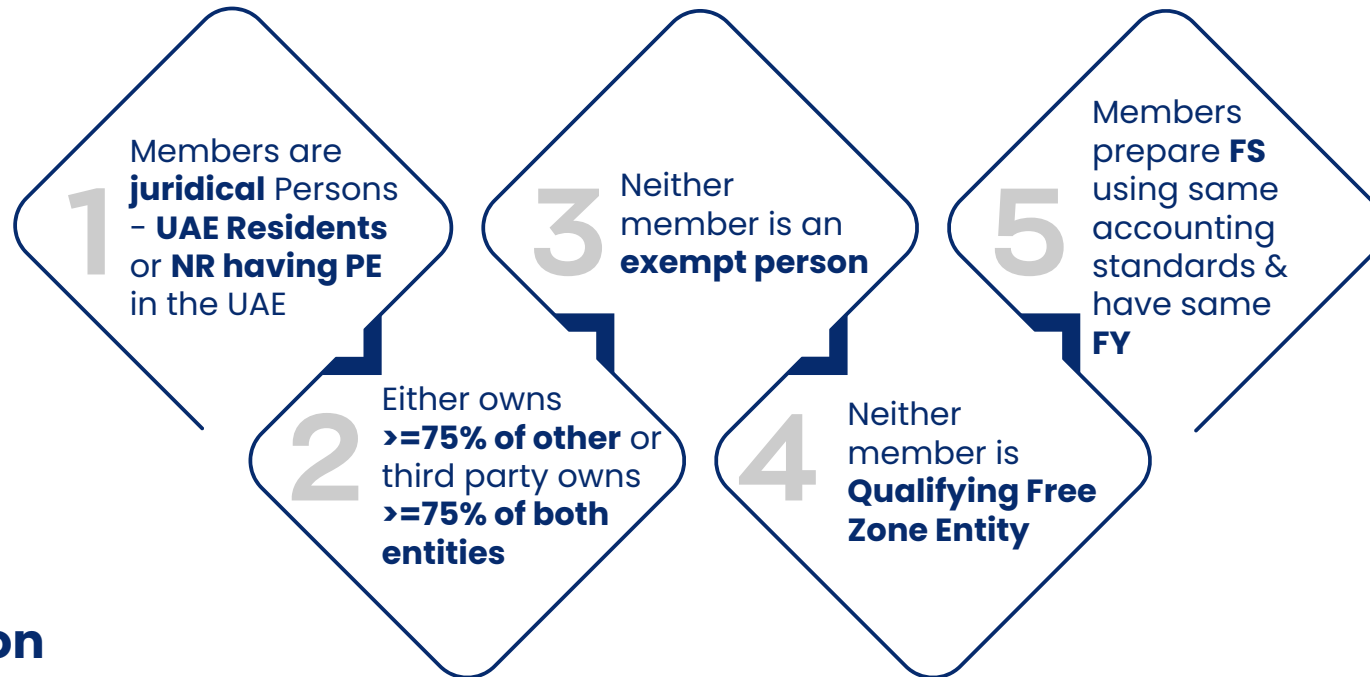 1
Members are
juridical Persons
- UAE Residents
or NR having PE
in the UAE
2
Either owns
>=75% of other or
third party owns
>=75% of both
entities
3
Neither
member is an
exempt person
4
Neither
member is
Qualifying Free
Zone Entity
5
Members
prepare FS
using same
accounting
standards &
have same
FY
on